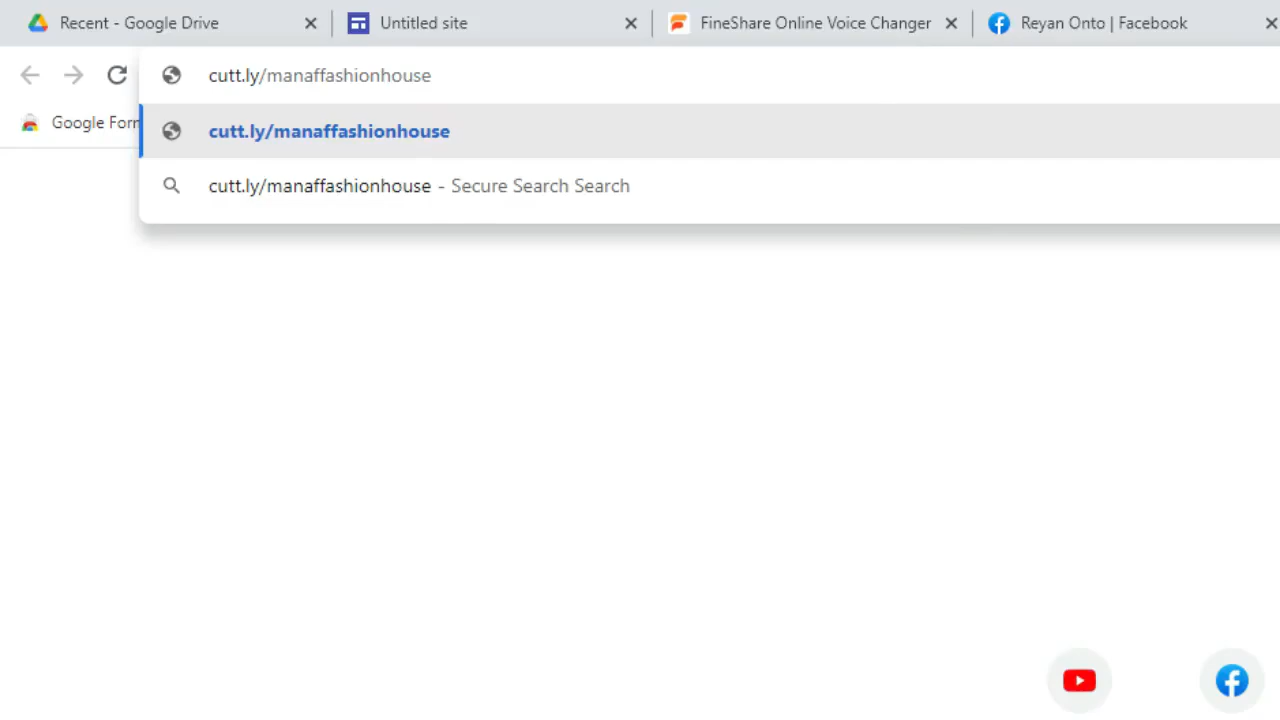 Recent - Google Drive
Untitled site
FineShare Online Voice Changer
Reyan Onto | Facebook
cutt.ly/manaffashionhouse
Google Forn
cutt.ly/manaffashionhouse
cutt.ly/manaffashionhouse - Secure Search Search